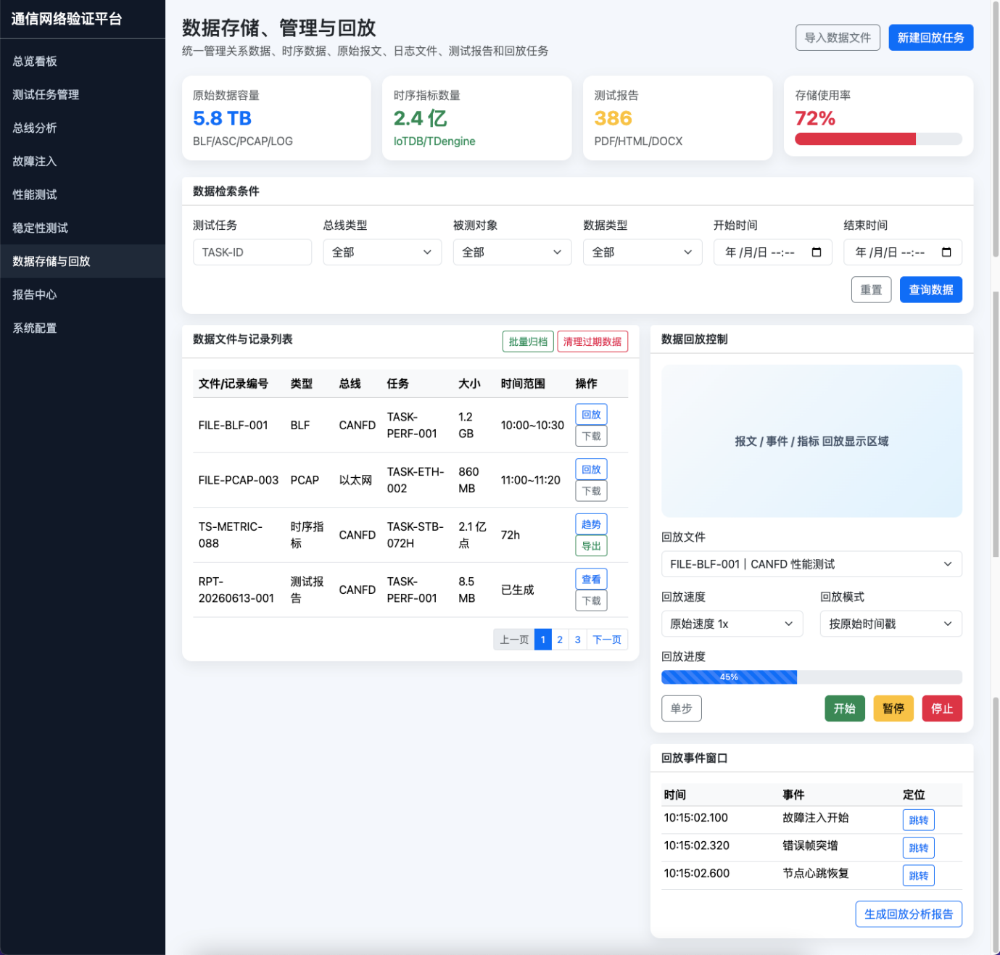 通信网络验证平台
总览看板
测试任务管理
总线分析
故障注入
性能测试
稳定性测试
数据存储与回放
报告中心
系统配置
数据存储、管理与回放
统一管理关系数据、时序数据、原始报文、日志文件、测试报告和回放任务
导入数据文件
新建回放任务
原始数据容量
5.8 TB
BLF/ASC/PCAP/LOG
时序指标数量
2.4 亿
IoTDB/TDengine
测试报告
386
PDF/HTML/DOCX
存储使用率
72%
数据检索条件
测试任务
TASK-ID
总线类型
全部
被测对象
全部
数据类型
全部
开始时间
年 /月/日 --:--
结束时间
年 /月/日 --:--
重置
查询数据
数据文件与记录列表
批量归档
清理过期数据
文件/记录编号 类型 总线 任务 大小 时间范围 操作
FILE-BLF-001 BLF CANFD TASK-PERF-001 1.2 GB 10:00~10:30 回放 下载
FILE-PCAP-003 PCAP 以太网 TASK-ETH-002 860 MB 11:00~11:20 回放 下载
TS-METRIC-088 时序指标 CANFD TASK-STB-072H 2.1 亿点 72h 趋势 导出
RPT-20260613-001 测试报告 CANFD TASK-PERF-001 8.5 MB 已生成 查看 下载
上一页 1 2 3 下一页
数据回放控制
报文 / 事件 / 指标 回放显示区域
回放文件
FILE-BLF-001｜CANFD 性能测试
回放速度
原始速度 1x
回放模式
按原始时间戳
回放进度
45%
单步
开始
暂停
停止
回放事件窗口
时间 事件 定位
10:15:02.100 故障注入开始 跳转
10:15:02.320 错误帧突增 跳转
10:15:02.600 节点心跳恢复 跳转
生成回放分析报告